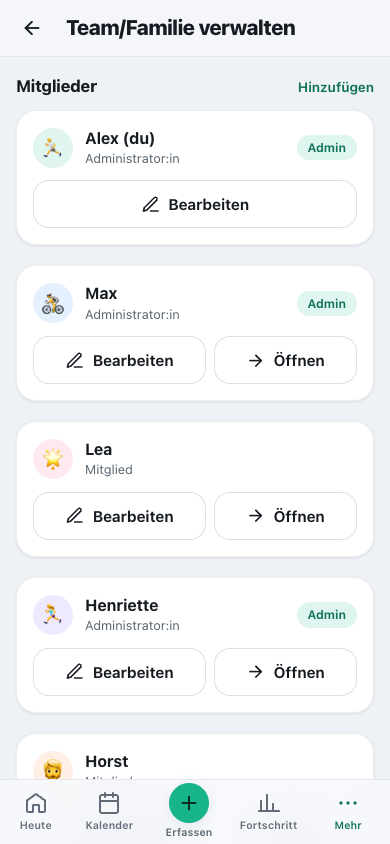 Team/Familie verwalten
Mitglieder
Hinzufügen
Alex (du)
Administrator:in
Admin
Bearbeiten
Max
Administrator:in
Admin
Bearbeiten
Öffnen
Lea
Mitglied
Bearbeiten
Öffnen
Henriette
Administrator:in
Admin
Bearbeiten
Öffnen
Horst
Heute
Kalender
Erfassen
Fortschritt
Mehr